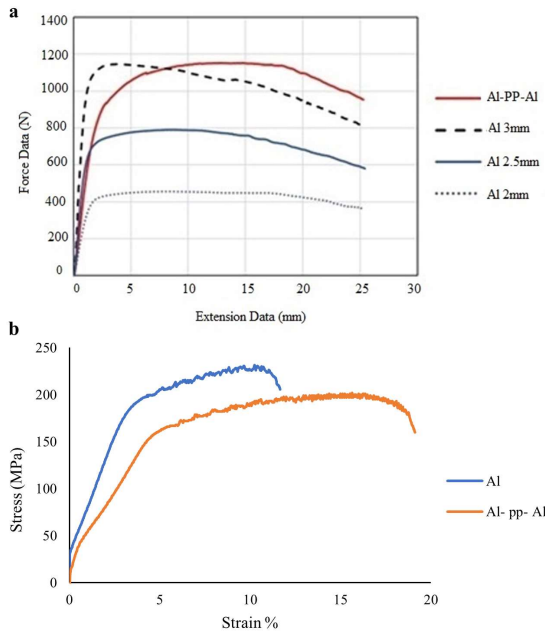 a
1400
1200
1000
800
600
400
200
0
Force Data (N)
0 5 10 15 20 25 30
Extension Data (mm)
Al-PP-Al
Al 3mm
Al 2.5mm
Al 2mm
b
250
200
150
100
50
0
Stress (MPa)
0 5 10 15 20
Strain %
Al
Al- pp- Al